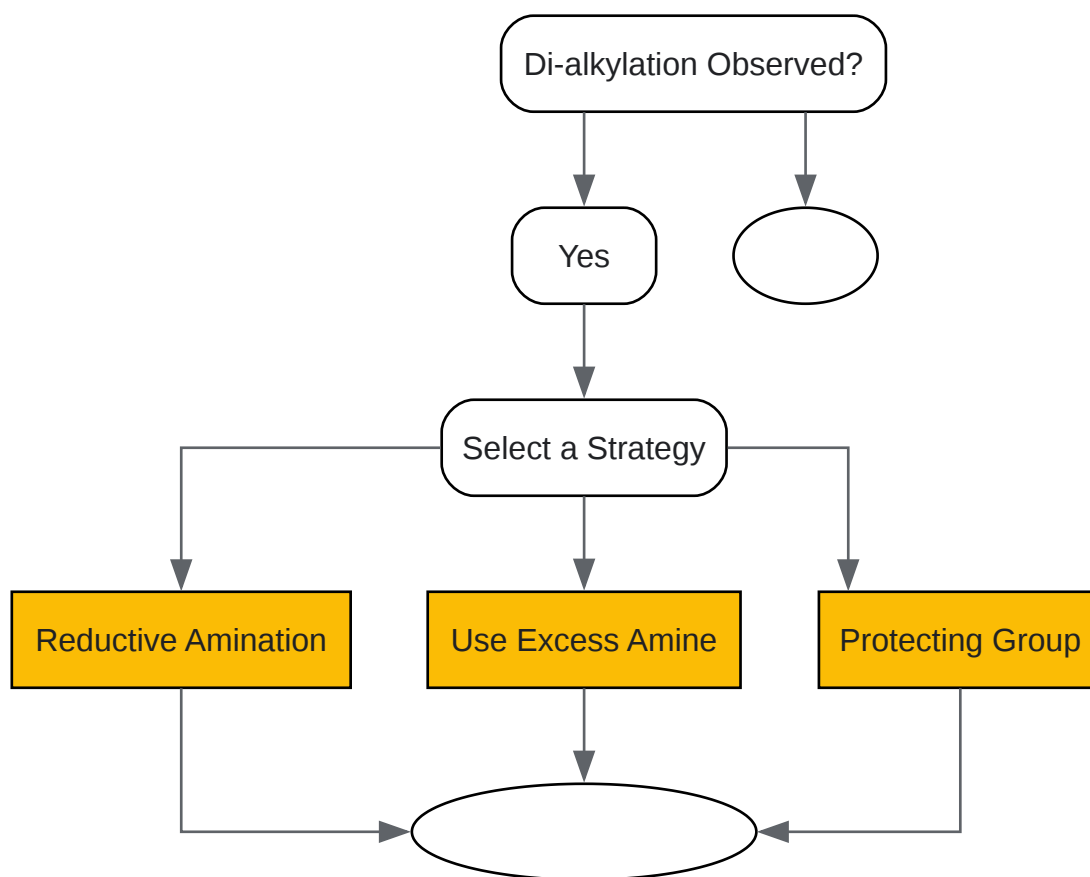 Di-alkylation Observed?
Yes
Select a Strategy
Reductive Amination
Use Excess Amine
Protecting Group